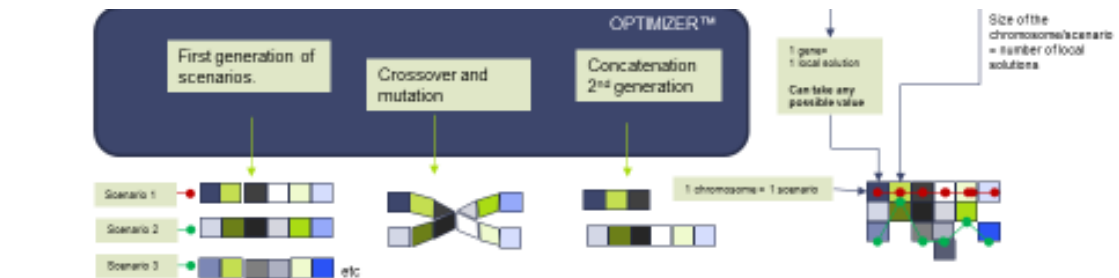 OPTIMIZER™
First generation of
scenarios.
Crossover and
mutation
Concatenation
2nd generation
1 gene=
1 local solution
Can take any
possible value
Size of the
chromosome/scenario
= number of local
solutions
Scenario 1
Scenario 2
Scenario 3
etc
1 chromosome = 1 scenario